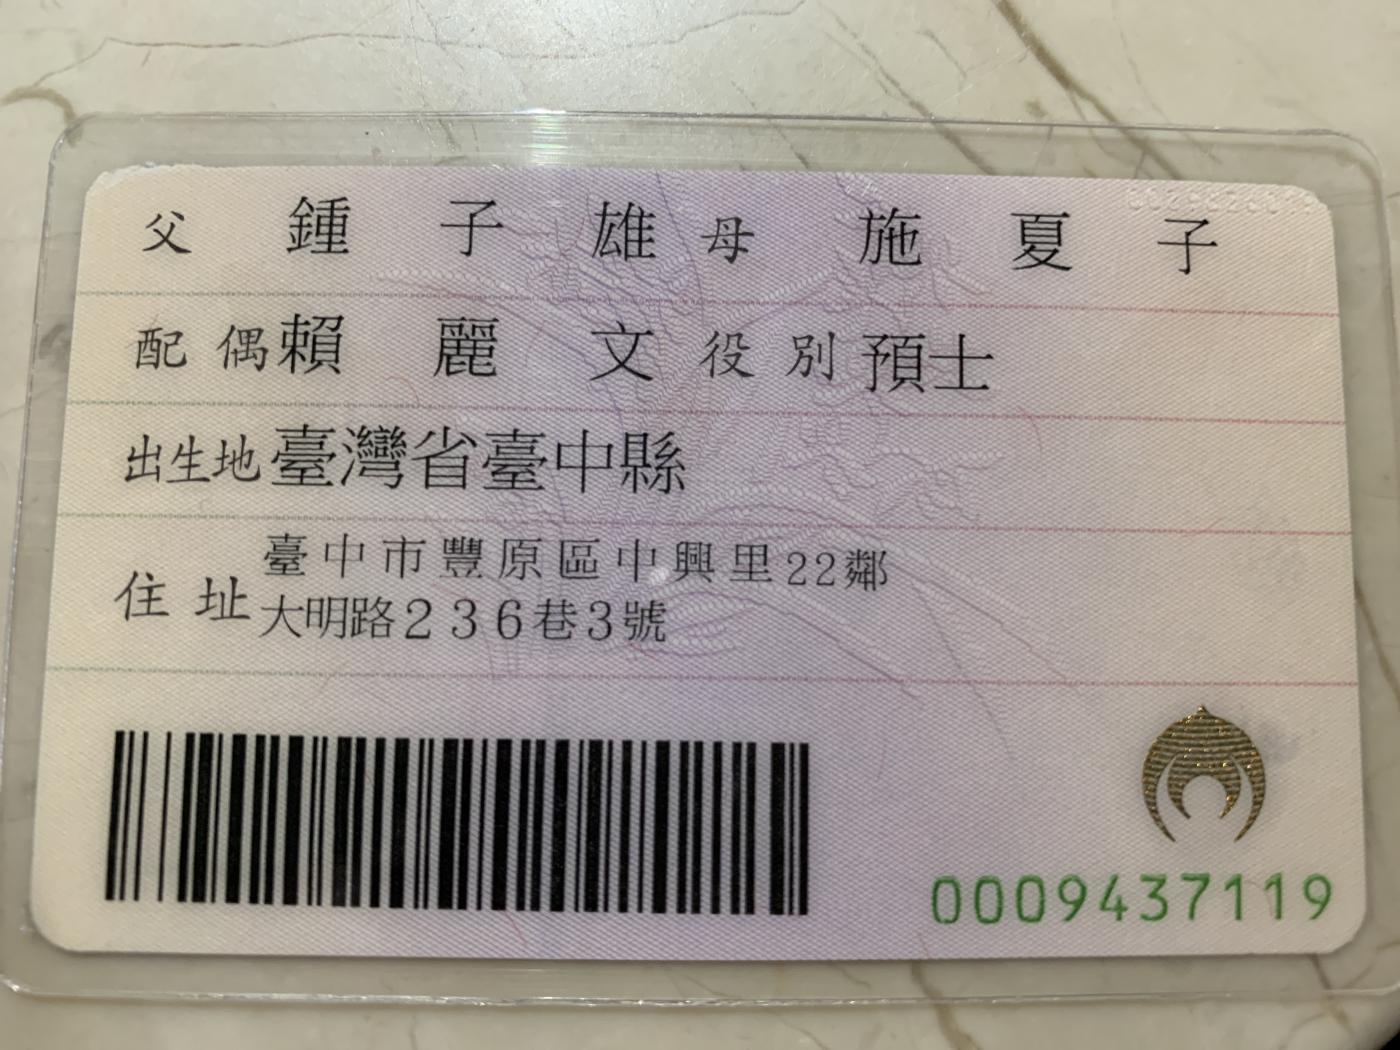 父 鍾子雄 母 施夏子
配偶 賴麗文 役別 預士
出生地 臺灣省臺中縣
住址 臺中市豐原區中興里22鄰
大明路236巷3號
0009437119